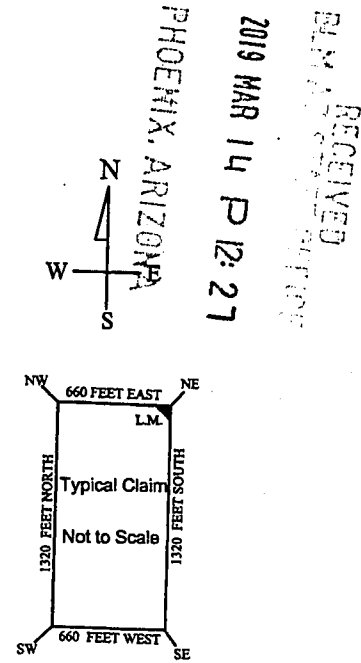 RECEIVED
2019 MAR 14 P 12:27
PHOENIX, ARIZONA
N
W
E
S
NW
660 FEET EAST
NE
L.M.
1320 FEET NORTH
Typical Claim
Not to Scale
1320 FEET SOUTH
SW
660 FEET WEST
SE